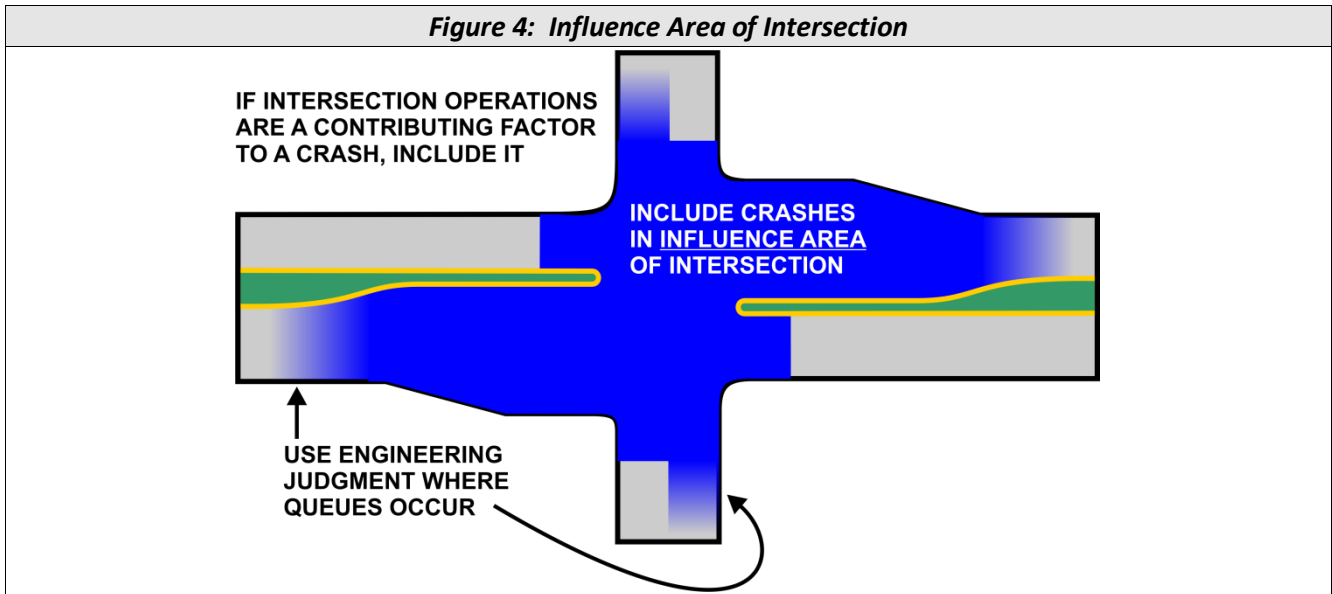 Figure 4:  Influence Area of Intersection
IF INTERSECTION OPERATIONS
ARE A CONTRIBUTING FACTOR
TO A CRASH, INCLUDE IT
INCLUDE CRASHES
IN INFLUENCE AREA
OF INTERSECTION
USE ENGINEERING
JUDGMENT WHERE
QUEUES OCCUR